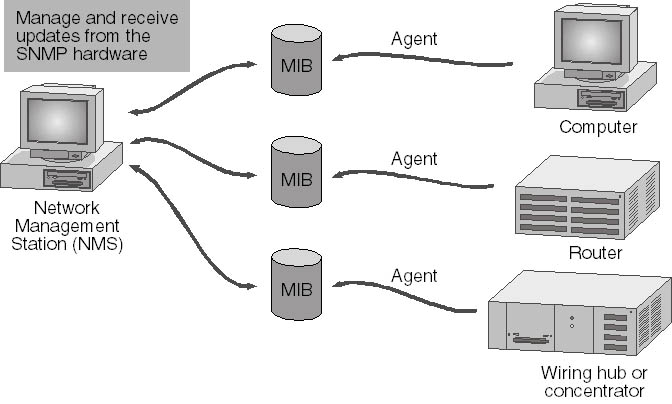 Manage and receive
updates from the
SNMP hardware
MIB
Agent
Computer
MIB
Agent
Network
Management
Station (NMS)
Router
MIB
Agent
Wiring hub or
concentrator